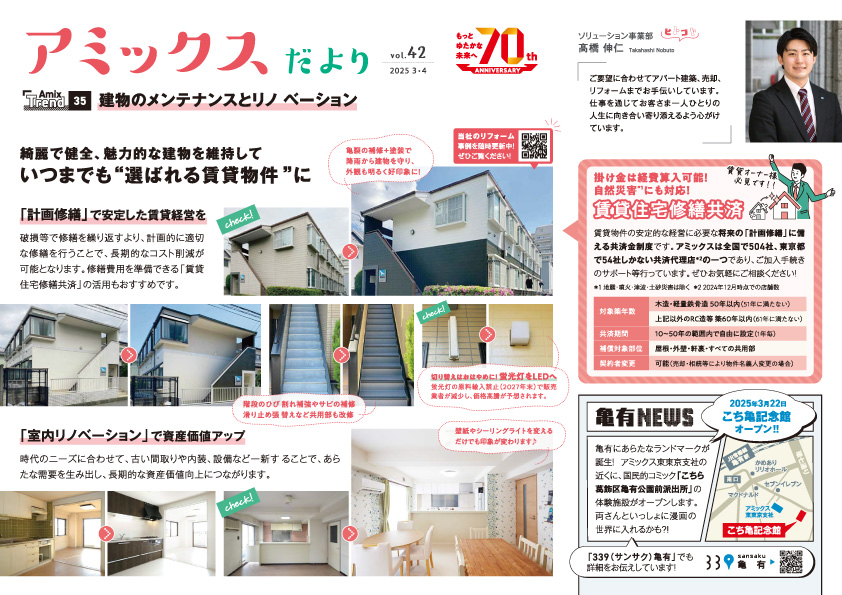 アミックスだより
vol.42
2025 3・4
もっと
ゆたかな
未来へ
70th
ANNIVERSARY
Amix
Trend
35 建物のメンテナンスとリノベーション
ソリューション事業部
髙橋 伸仁 Takahashi Nobuto
ピ コ
ご要望に合わせてアパート建築、売却、
リフォームまでお手伝いしています。
仕事を通じてお客さま一人ひとりの
人生に向き合い寄り添えるよう心がけ
ています。
綺麗で健全、魅力的な建物を維持して
いつまでも“選ばれる賃貸物件”に
亀裂の補修+塗装で
降雨から建物を守り、
外観も明るく好印象に!
当社のリフォーム
事例を随時更新中!
ぜひご覧ください!
「計画修繕」で安定した賃貸経営を
破損等で修繕を繰り返すより、計画的に適切
な修繕を行うことで、長期的なコスト削減が
可能となります。修繕費用を準備できる「賃貸
住宅修繕共済」の活用もおすすめです。
check!
check!
階段のひび割れ補強やサビの補修
滑り止め張替えなど共用部も改修
切り替えはおはやめに!蛍光灯をLEDへ
蛍光灯の原料輸入禁止(2027年末)で販売
業者が減少し、価格高騰が予想されます。
「室内リノベーション」で資産価値アップ
時代のニーズに合わせて、古い間取りや内装、設備など一新することで、あら
たな需要を生み出し、長期的な資産価値向上につながります。
check!
壁紙やシーリングライトを変える
だけでも印象が変わります♪
掛け金は経費算入可能!
自然災害*¹にも対応!
賃貸住宅修繕共済
賃貸オーナー様
必見です!!
賃貸物件の安定的な経営に必要な将来の「計画修繕」に備
える共済金制度です。アミックスは全国で504社、東京都
で54社しかない共済代理店*²の一つであり、ご加入手続き
のサポート等行っています。ぜひお気軽にご相談ください!
*1 地震・噴火・津波・土砂災害は除く *2 2024年12月時点での店舗数
対象築年数 木造・軽量鉄骨造 50年以内(51年に満たない)
上記以外のRC造等 築60年以内(61年に満たない)
共済期間 10~50年の範囲内で自由に設定(1年毎)
補償対象部位 屋根・外壁・軒裏・すべての共用部
契約者変更 可能(売却・相続等により物件名義人変更の場合)
亀有NEWS
2025年3月22日
こち亀記念館
オープン!!
亀有にあらたなランドマークが
誕生! アミックス東東京支社の
近くに、国民的コミック「こちら
葛飾区亀有公園前派出所」の
体験施設がオープンします。
両さんといっしょに漫画の
世界に入れるかも?!
かめあり
リリオホール
南口
セブンイレブン
マクドナルド
アミックス
東東京支社
こち亀記念館
「339(サンサク)亀有」でも
詳細をお伝えしています!
339
sansaku
亀有